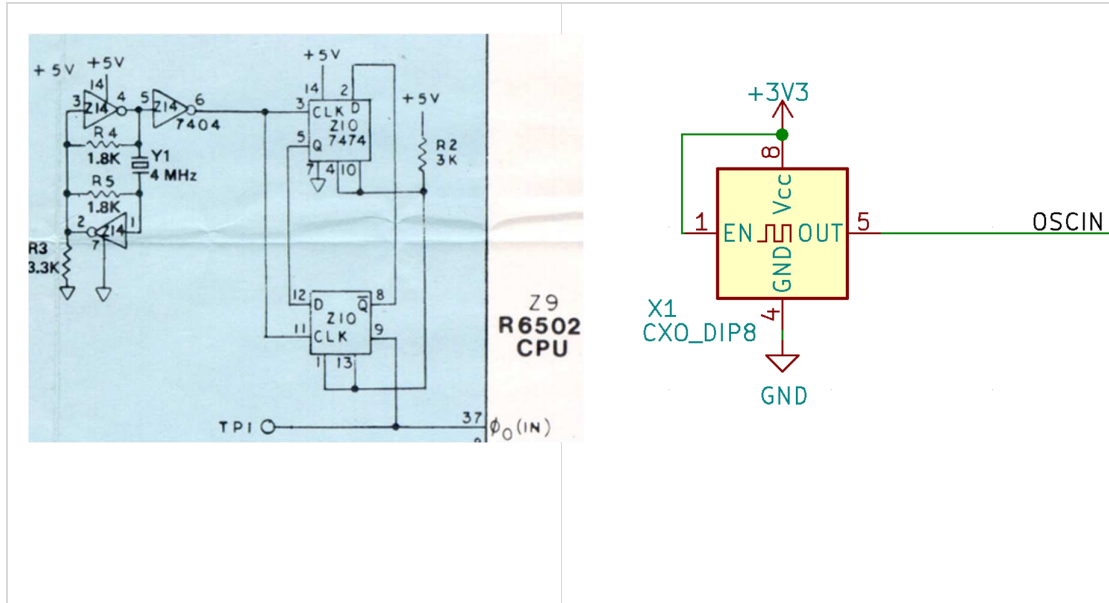 +5V
+5V
14
3
Z14
4
5
Z14
6
7404
R4
1.8K
Y1
4 MHz
R5
1.8K
2
Z14
1
7
R3
3.3K
+5V
14
2
3
CLK
D
Z10
7474
5
Q
7
4
10
+5V
R2
3K
12
D
Q̅
8
Z10
11
CLK
9
1
13
Z9
R6502
CPU
TP1
37
ϕ₀(IN)
+3V3
8
Vcc
1
EN
OUT
5
OSCIN
GND
4
X1
CXO_DIP8
GND